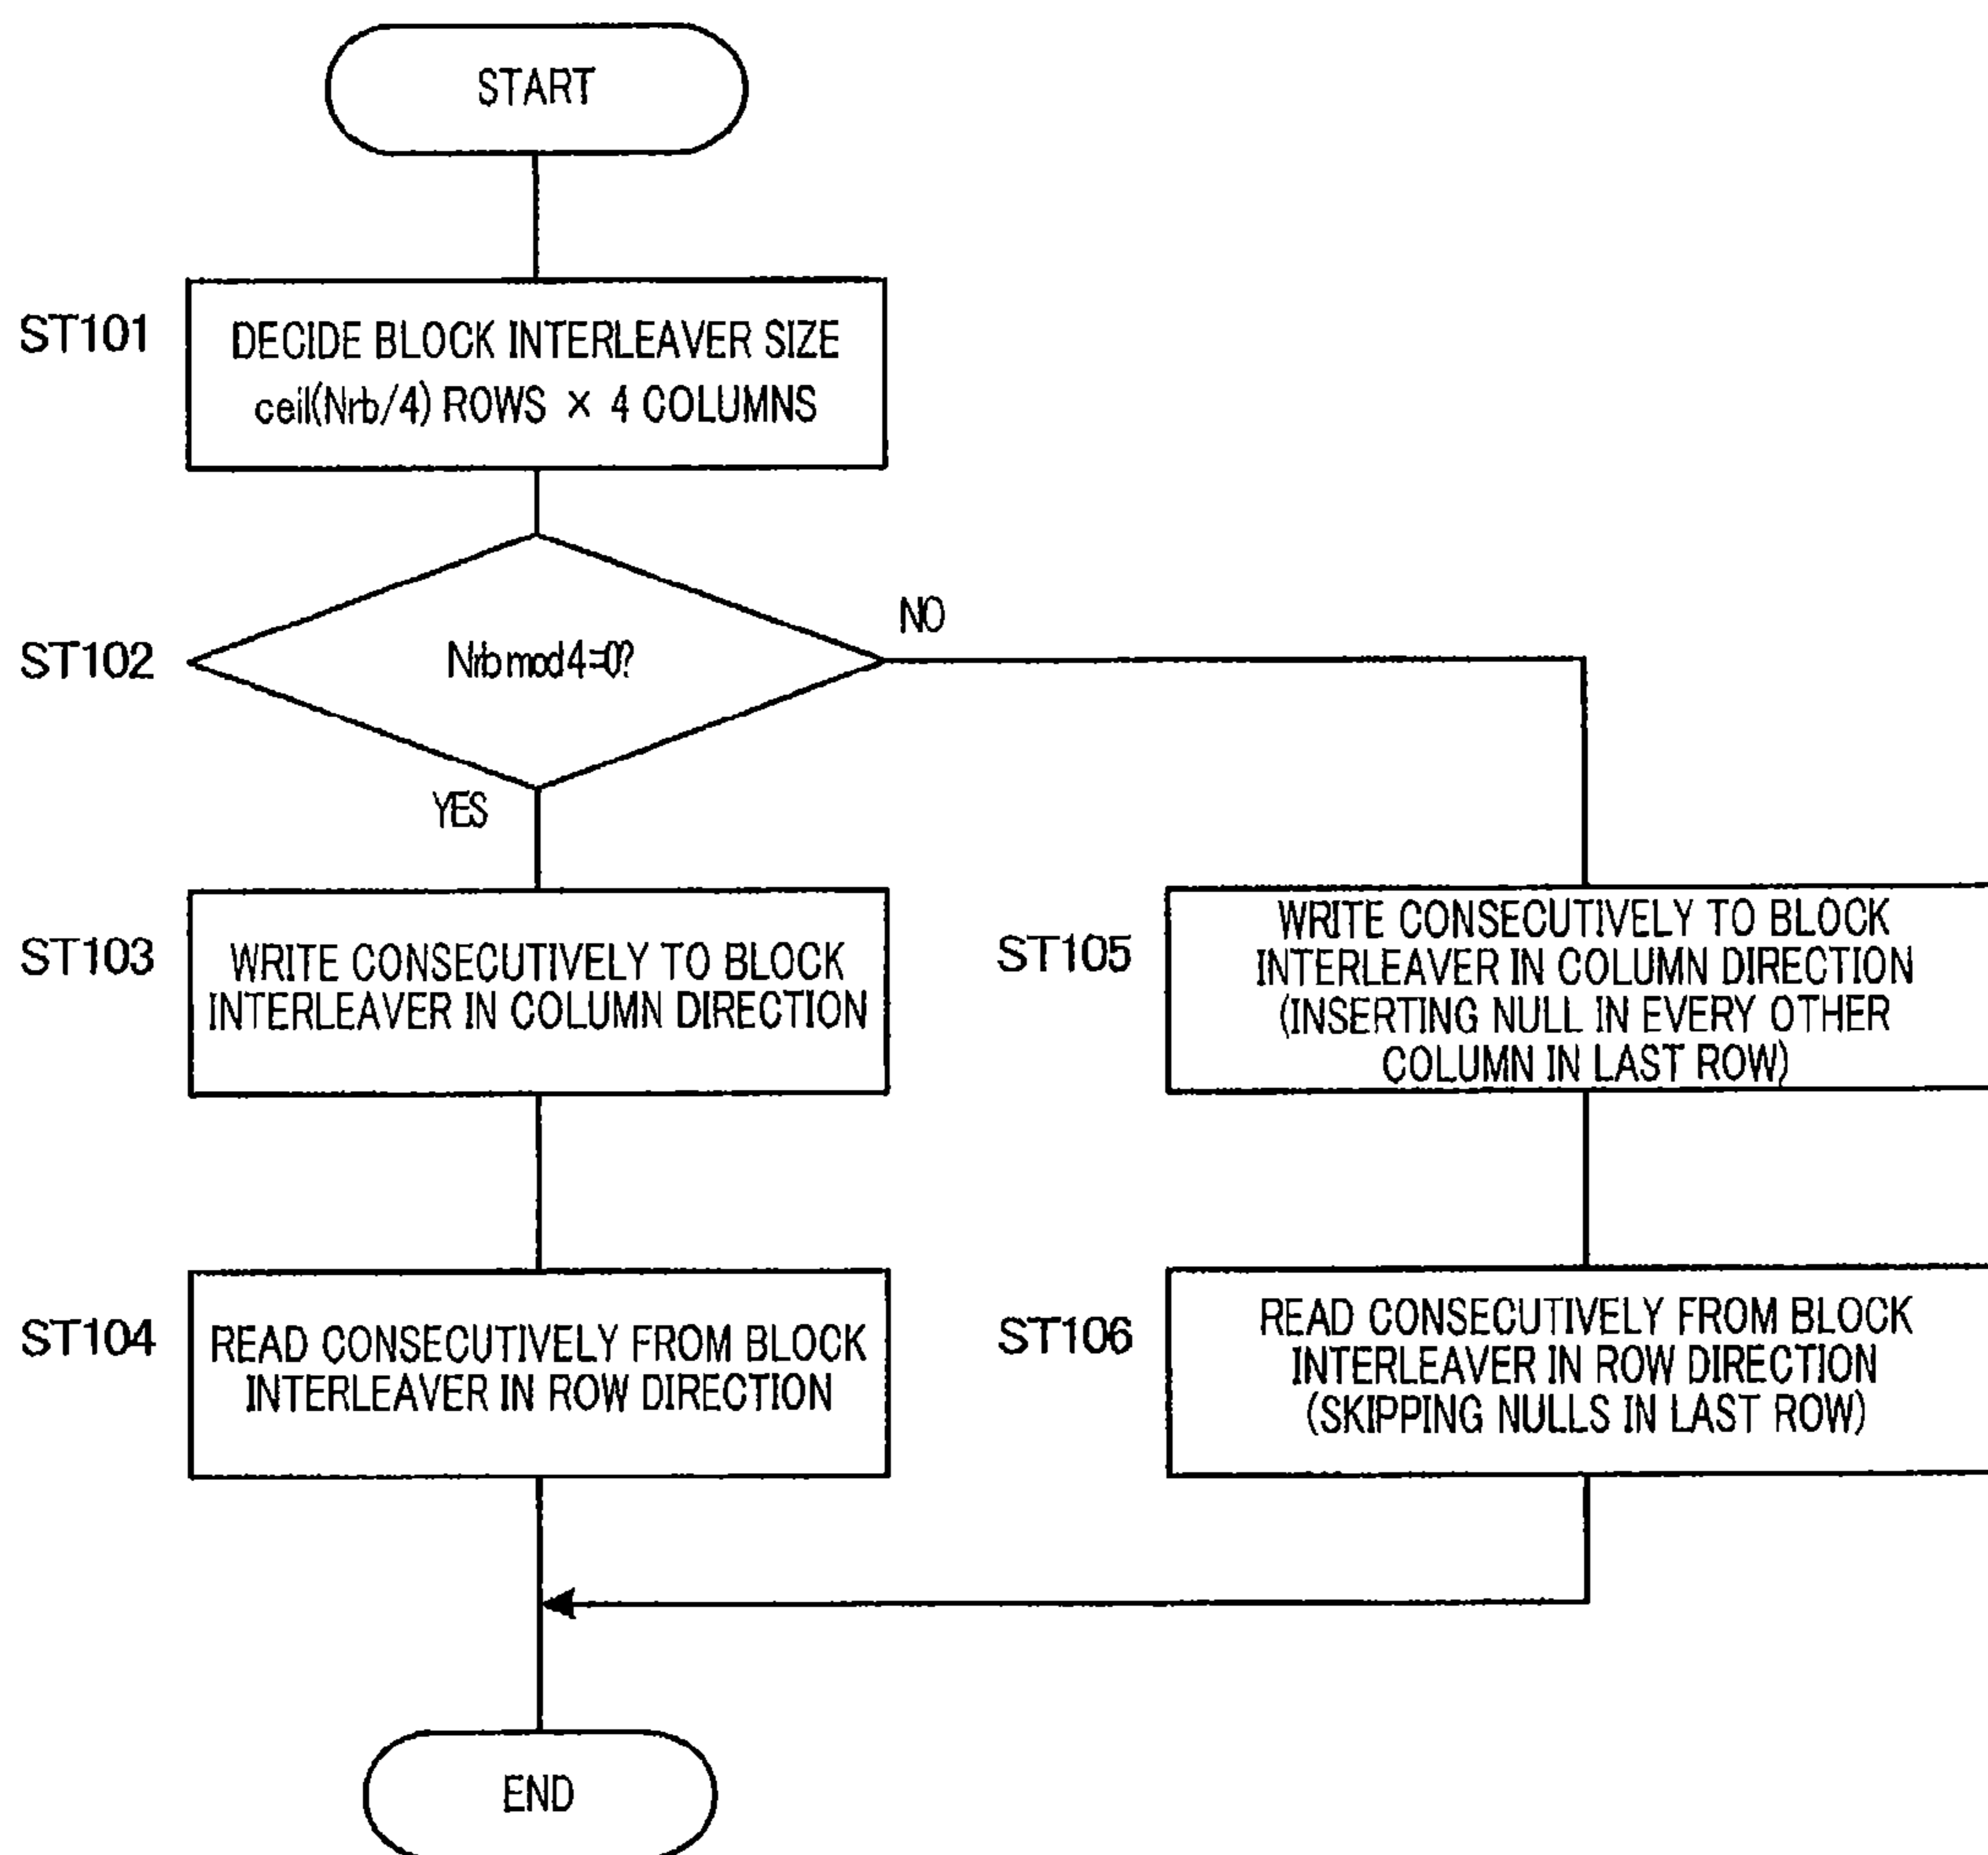 START
ST101
DECIDE BLOCK INTERLEAVER SIZE
ceil(Nrb/4) ROWS × 4 COLUMNS
ST102
Nrb mod 4=0?
NO
YES
ST103
WRITE CONSECUTIVELY TO BLOCK
INTERLEAVER IN COLUMN DIRECTION
ST105
WRITE CONSECUTIVELY TO BLOCK
INTERLEAVER IN COLUMN DIRECTION
(INSERTING NULL IN EVERY OTHER
COLUMN IN LAST ROW)
ST104
READ CONSECUTIVELY FROM BLOCK
INTERLEAVER IN ROW DIRECTION
ST106
READ CONSECUTIVELY FROM BLOCK
INTERLEAVER IN ROW DIRECTION
(SKIPPING NULLS IN LAST ROW)
END